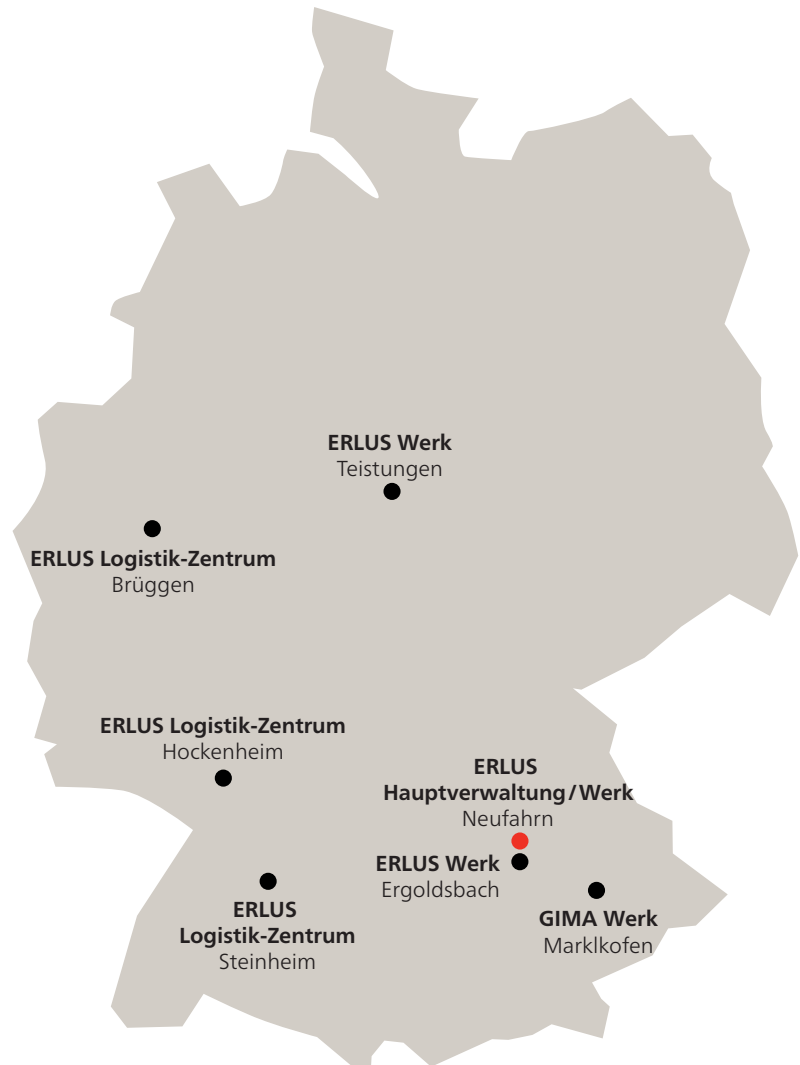 ERLUS Werk
Teistungen
ERLUS Logistik-Zentrum
Brüggen
ERLUS Logistik-Zentrum
Hockenheim
ERLUS
Hauptverwaltung/Werk
Neufahrn
ERLUS Werk
Ergoldsbach
ERLUS
Logistik-Zentrum
Steinheim
GIMA Werk
Marklkofen